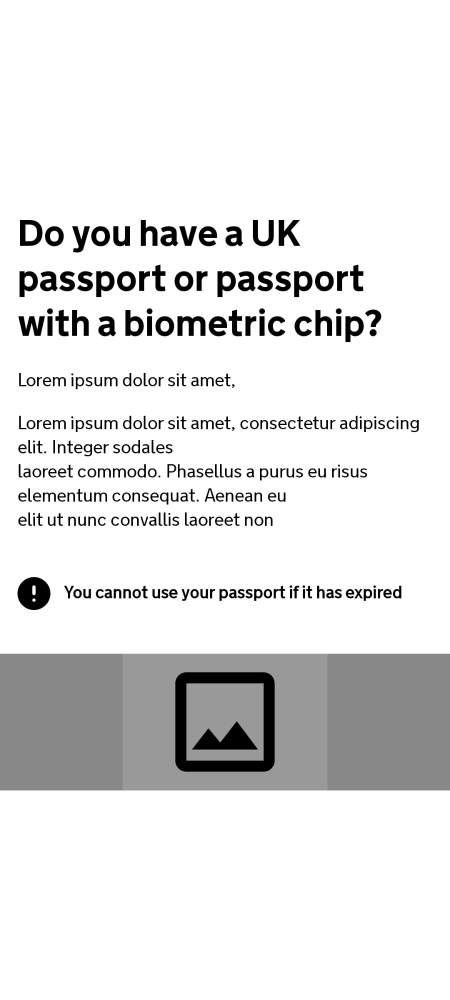 Do you have a UK
passport or passport
with a biometric chip?
Lorem ipsum dolor sit amet,
Lorem ipsum dolor sit amet, consectetur adipiscing
elit. Integer sodales
laoreet commodo. Phasellus a purus eu risus
elementum consequat. Aenean eu
elit ut nunc convallis laoreet non
You cannot use your passport if it has expired